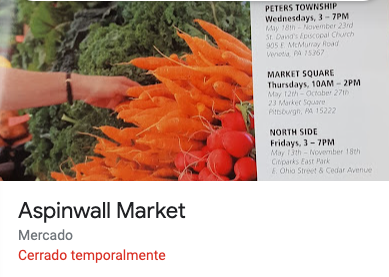 PETERS TOWNSHIP
Wednesdays, 3 – 7PM
May 18th – November 23rd
St. David's Episcopal Church
905 E. McMurray Road
Venetia, PA 15367
MARKET SQUARE
Thursdays, 10AM – 2PM
May 12th – October 27th
23 Market Square
Pittsburgh, PA 15222
NORTH SIDE
Fridays, 3 – 7PM
May 13th – November 18th
Citiparks East Park
E. Ohio Street & Cedar Avenue
Aspinwall Market
Mercado
Cerrado temporalmente